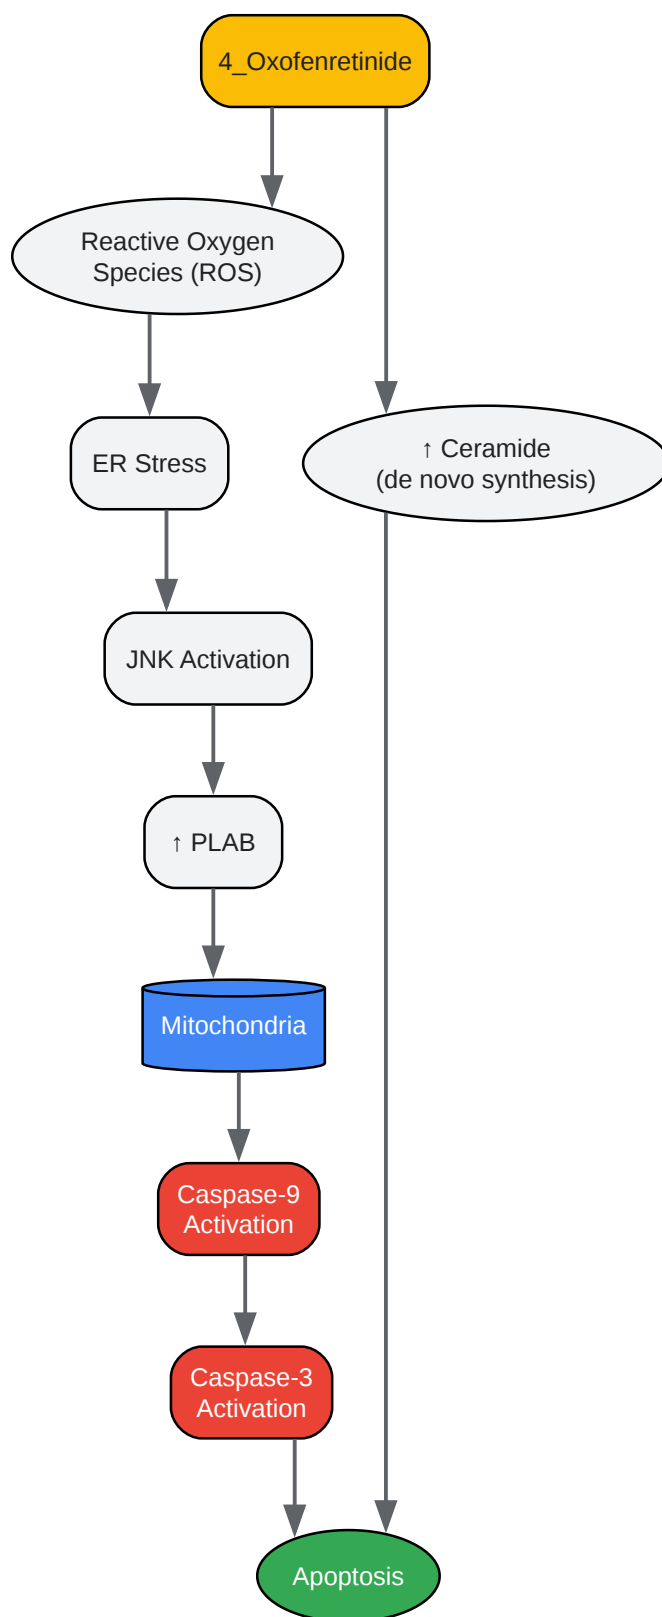 4_Oxofenretinide
Reactive Oxygen
Species (ROS)
ER Stress
↑ Ceramide
(de novo synthesis)
JNK Activation
↑ PLAB
Mitochondria
Caspase-9
Activation
Caspase-3
Activation
Apoptosis